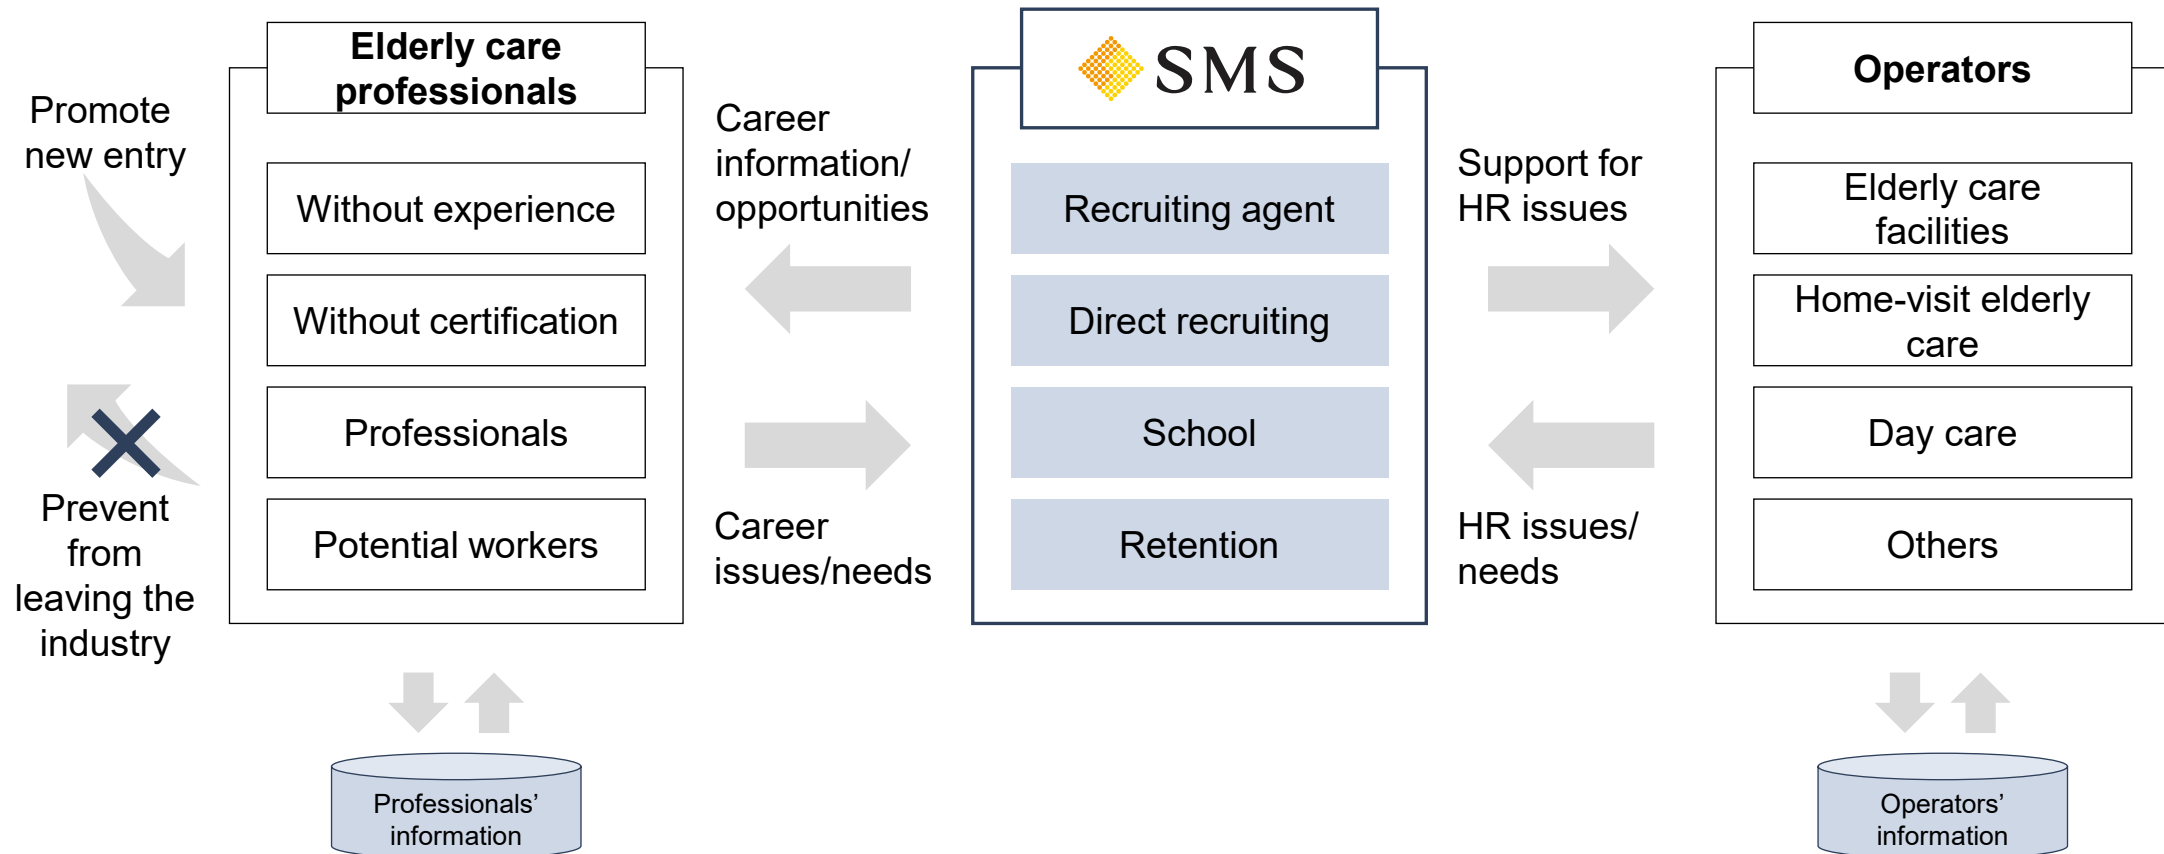 Promote
new entry
Prevent
from
leaving the
industry
Elderly care
professionals
Without experience
Without certification
Professionals
Potential workers
Professionals’
information
Career
information/
opportunities
Career
issues/needs
SMS
Recruiting agent
Direct recruiting
School
Retention
Support for
HR issues
HR issues/
needs
Operators
Elderly care
facilities
Home-visit elderly
care
Day care
Others
Operators’
information